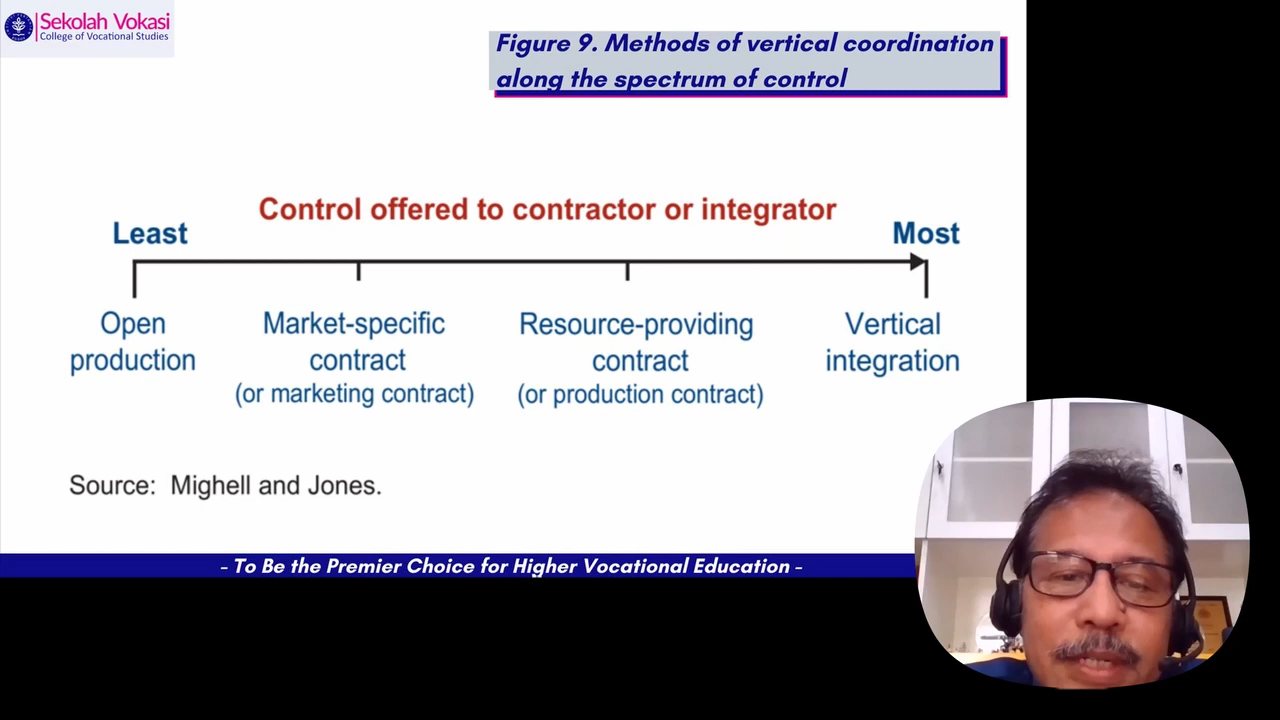 Sekolah Vokasi
College of Vocational Studies
Figure 9. Methods of vertical coordination
along the spectrum of control
Control offered to contractor or integrator
Least
Most
Open
production
Market-specific
contract
(or marketing contract)
Resource-providing
contract
(or production contract)
Vertical
integration
Source: Mighell and Jones.
- To Be the Premier Choice for Higher Vocational Education -